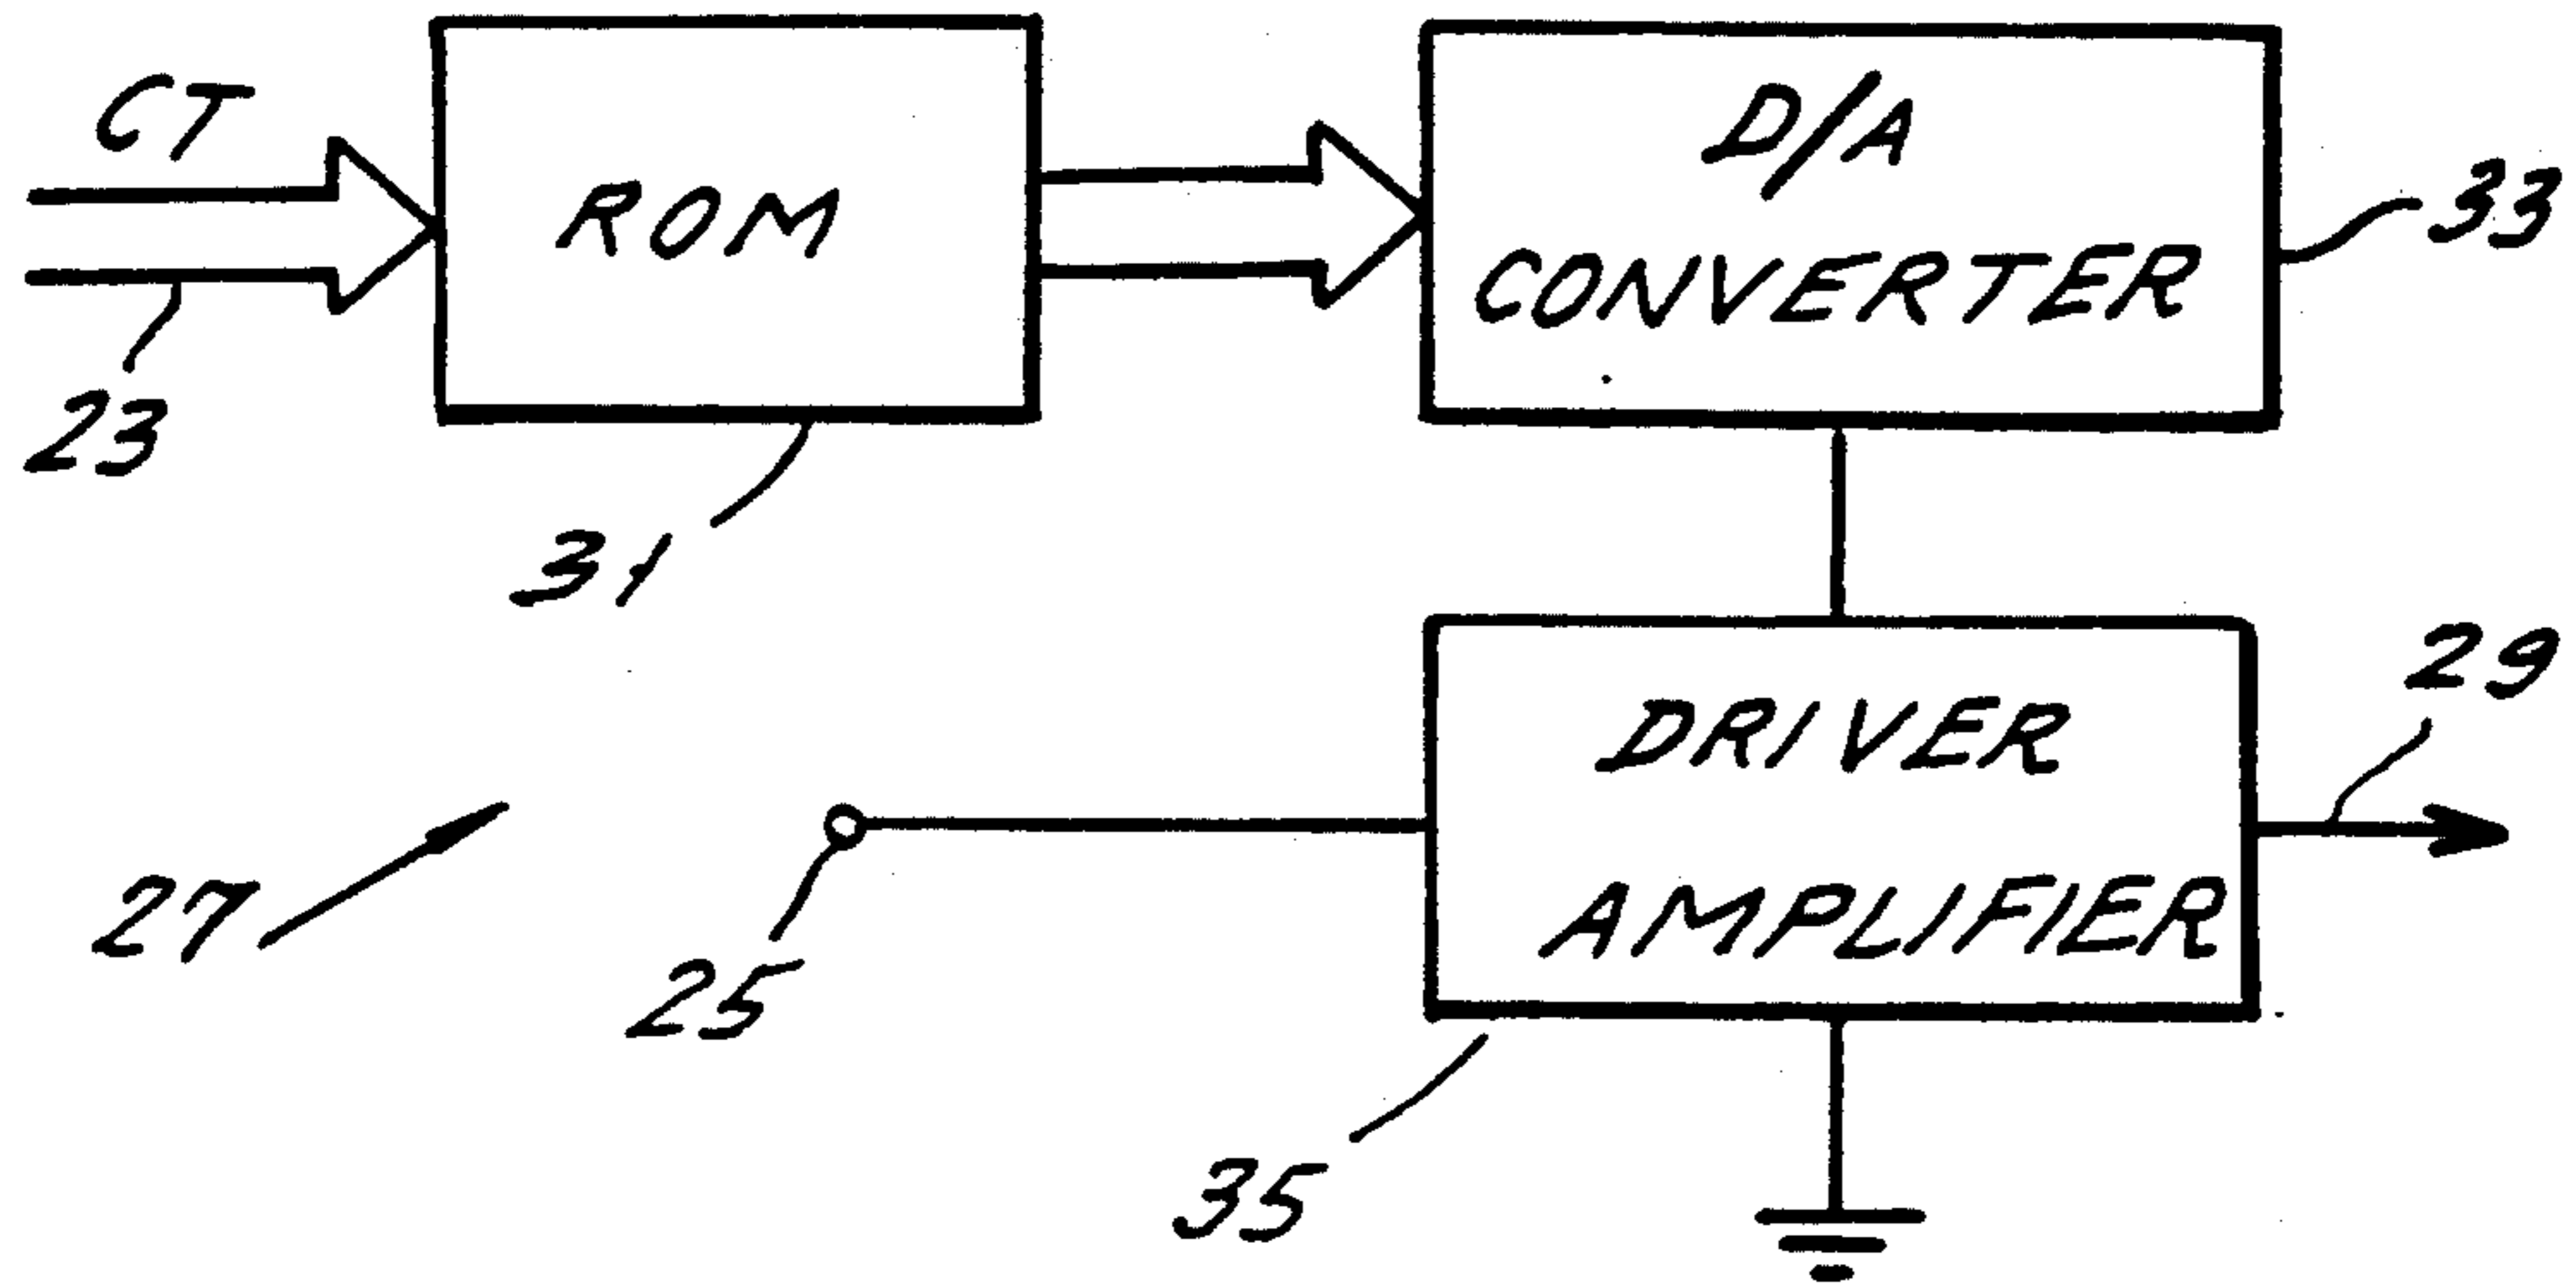 CT
ROM
D/A
CONVERTER
33
23
31
DRIVER
AMPLIFIER
29
27
25
35